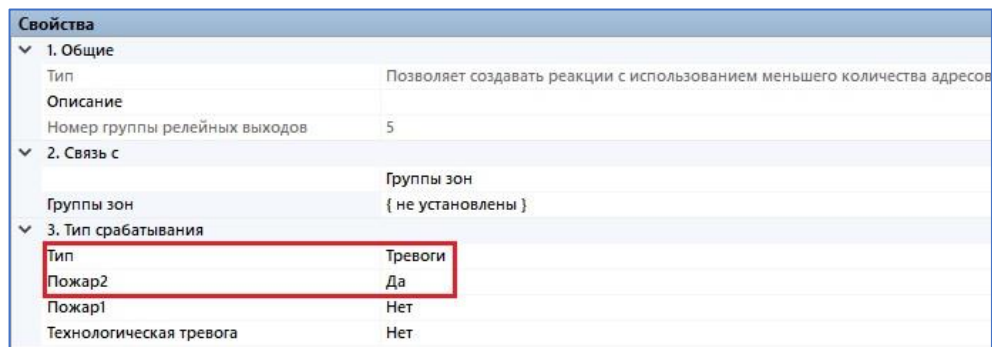 Свойства
1. Общие
Тип Позволяет создавать реакции с использованием меньшего количества адресов
Описание
Номер группы релейных выходов 5
2. Связь с
Группы зон
Группы зон { не установлены }
3. Тип срабатывания
Тип Тревоги
Пожар2 Да
Пожар1 Нет
Технологическая тревога Нет